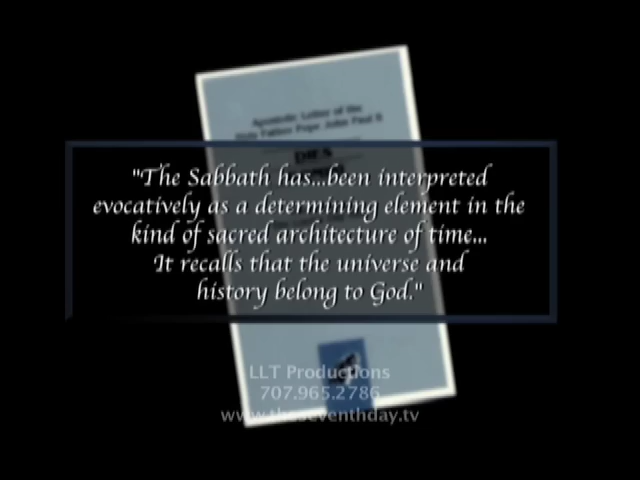 Apostolic Letter of the
Holy Father Pope John Paul II
DIES
"The Sabbath has...been interpreted
evocatively as a determining element in the
kind of sacred architecture of time...
It recalls that the universe and
history belong to God."
LLT Productions
707.965.2786
www.theseventhday.tv